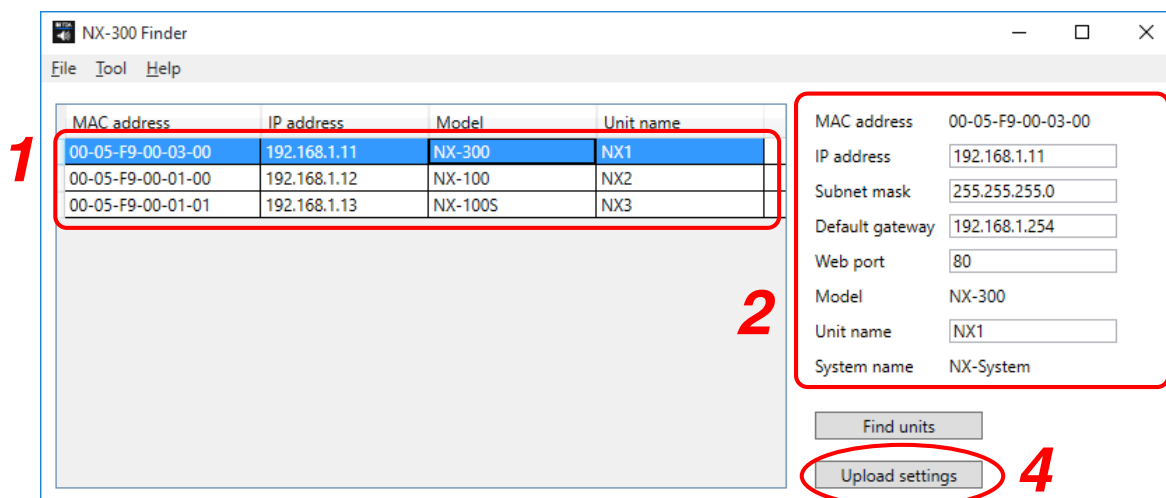 NX-300 Finder
File Tool Help
MAC address IP address Model Unit name
00-05-F9-00-03-00 192.168.1.11 NX-300 NX1
00-05-F9-00-01-00 192.168.1.12 NX-100 NX2
00-05-F9-00-01-01 192.168.1.13 NX-100S NX3
1
MAC address 00-05-F9-00-03-00
IP address 192.168.1.11
Subnet mask 255.255.255.0
Default gateway 192.168.1.254
Web port 80
Model NX-300
Unit name NX1
System name NX-System
2
Find units
Upload settings
4